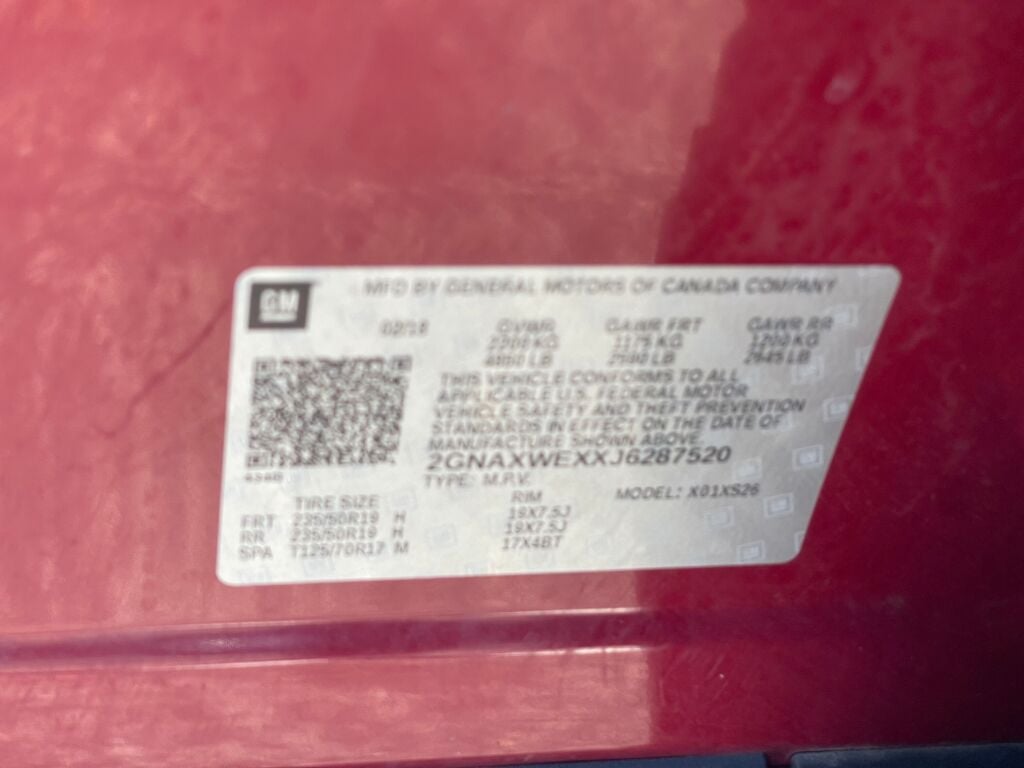 GM
MFD BY GENERAL MOTORS OF CANADA COMPANY
02/18 GVWR GAWR FRT GAWR RR
2200 KG 1175 KG 1200 KG
4850 LB 2590 LB 2645 LB
THIS VEHICLE CONFORMS TO ALL
APPLICABLE U.S. FEDERAL MOTOR
VEHICLE SAFETY AND THEFT PREVENTION
STANDARDS IN EFFECT ON THE DATE OF
MANUFACTURE SHOWN ABOVE.
2GNAXWEXXJ6287520
TYPE: M.P.V. MODEL: X01XS26
TIRE SIZE RIM
FRT 235/50R19 H 19X7.5J
RR 235/50R19 H 19X7.5J
SPA T125/70R17 M 17X4BT